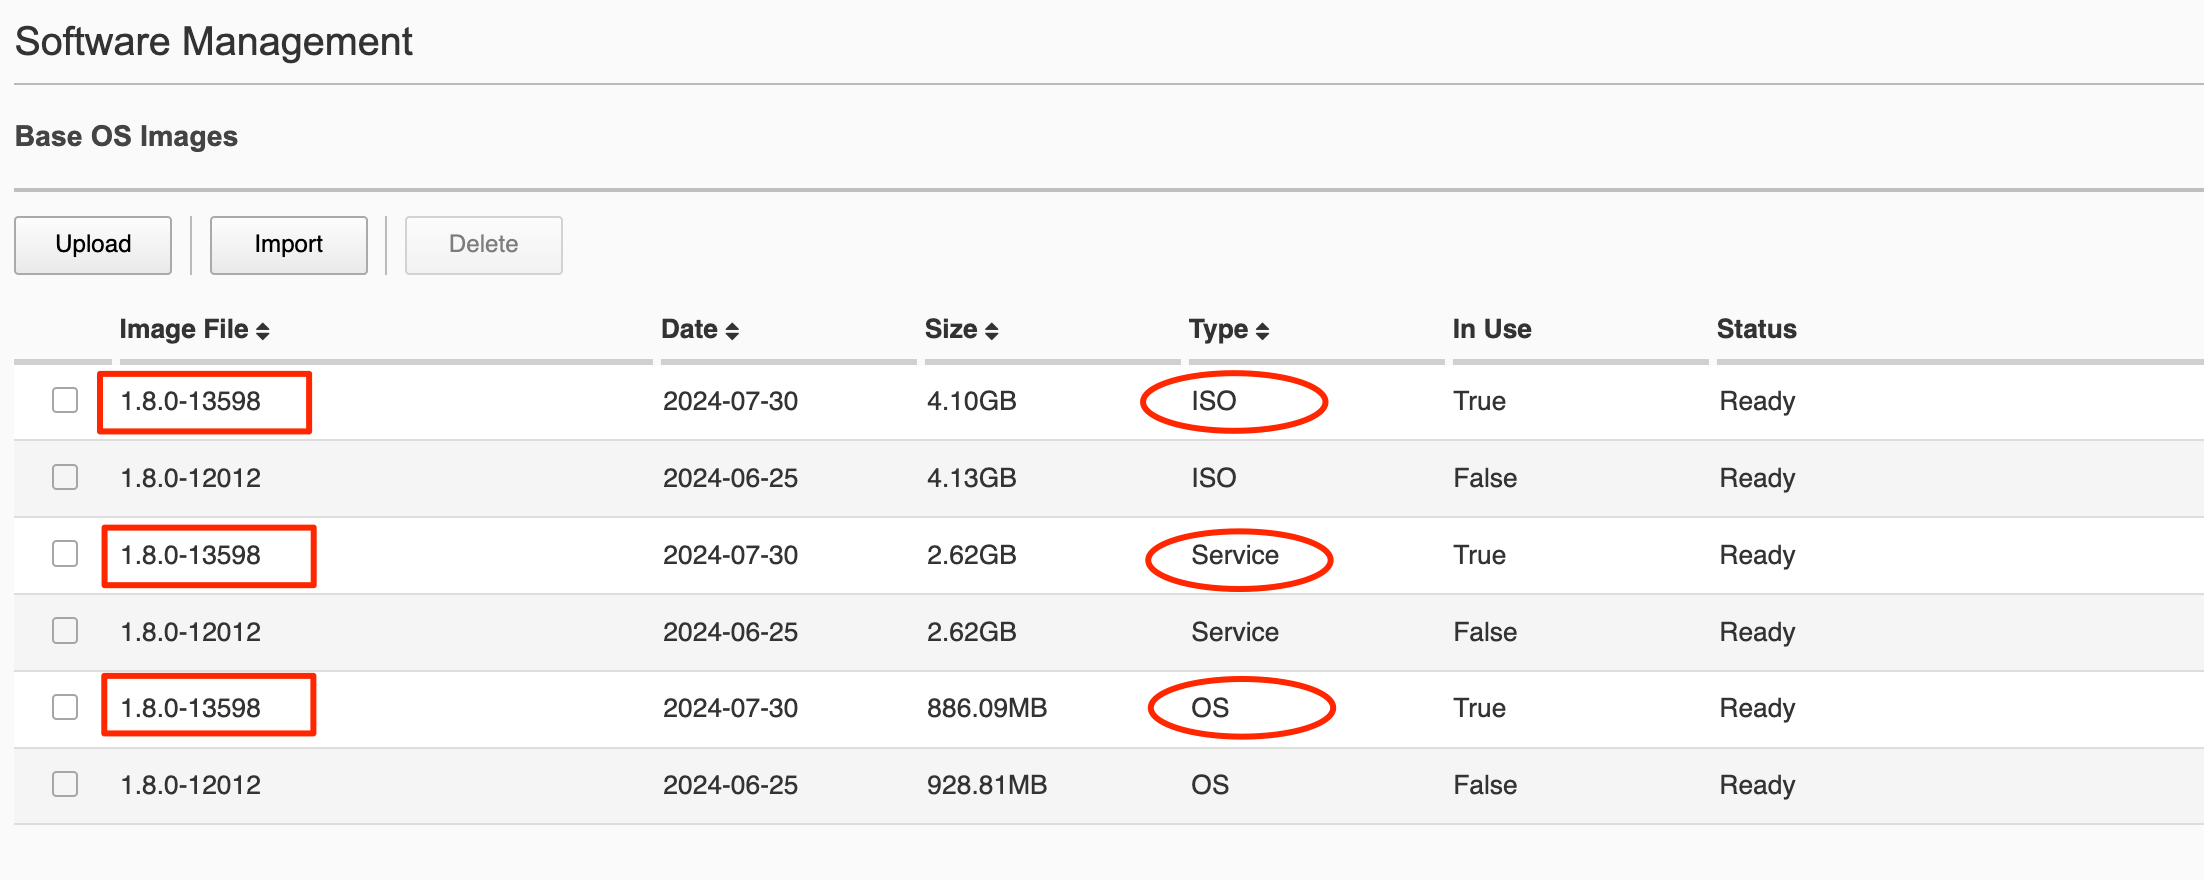 Software Management
Base OS Images
Upload Import Delete
Image File Date Size Type In Use Status
1.8.0-13598 2024-07-30 4.10GB ISO True Ready
1.8.0-12012 2024-06-25 4.13GB ISO False Ready
1.8.0-13598 2024-07-30 2.62GB Service True Ready
1.8.0-12012 2024-06-25 2.62GB Service False Ready
1.8.0-13598 2024-07-30 886.09MB OS True Ready
1.8.0-12012 2024-06-25 928.81MB OS False Ready